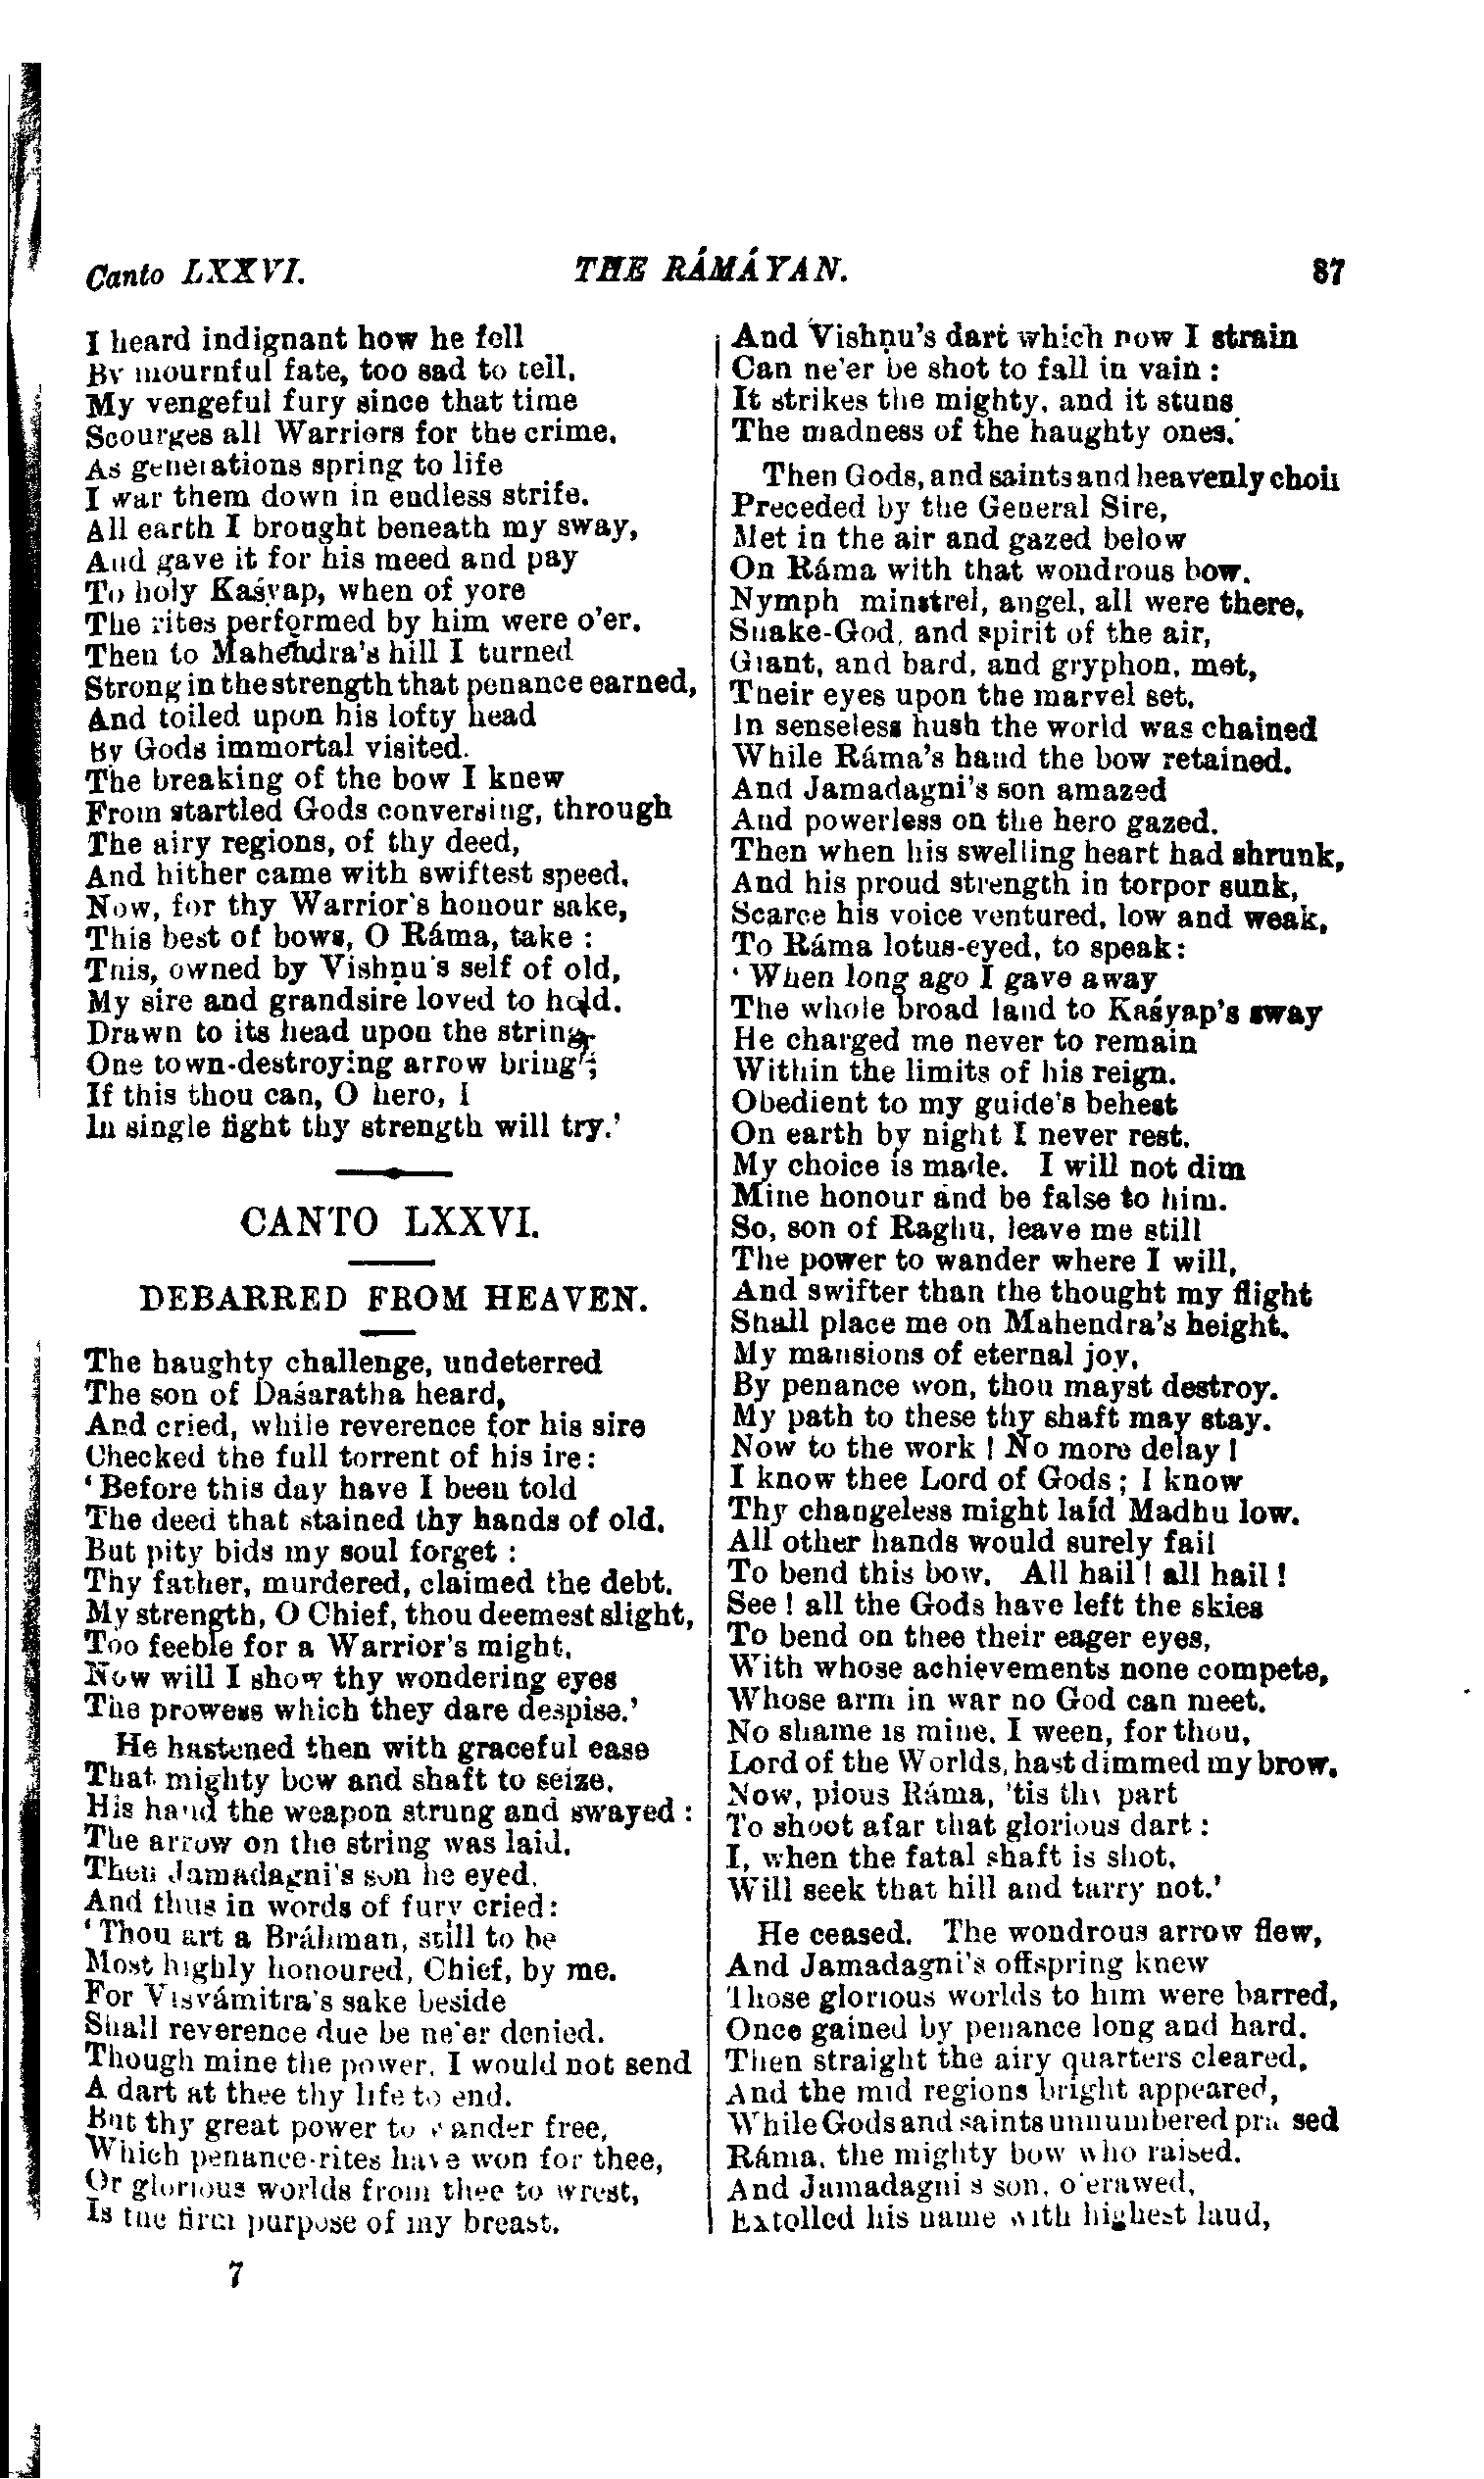 Canto LXXVI. THE RÁMÁYAN. 87
I heard indignant how he fell
By mournful fate, too sad to tell.
My vengeful fury since that time
Scourges all Warriors for the crime.
As generations spring to life
I war them down in endless strife.
All earth I brought beneath my sway,
And gave it for his meed and pay
To holy Kaśyap, when of yore
The rites performed by him were o'er.
Then to Mahendra's hill I turned
Strong in the strength that penance earned,
And toiled upon his lofty head
By Gods immortal visited.
The breaking of the bow I knew
From startled Gods conversing, through
The airy regions, of thy deed,
And hither came with swiftest speed.
Now, for thy Warrior's honour sake,
This best of bows, O Ráma, take :
This, owned by Vishṇu's self of old,
My sire and grandsire loved to hold.
Drawn to its head upon the string
One town-destroying arrow bring ;
If this thou can, O hero, I
In single fight thy strength will try.'
CANTO LXXVI.
DEBARRED FROM HEAVEN.
The haughty challenge, undeterred
The son of Daśaratha heard,
And cried, while reverence for his sire
Checked the full torrent of his ire:
'Before this day have I been told
The deed that stained thy hands of old.
But pity bids my soul forget :
Thy father, murdered, claimed the debt.
My strength, O Chief, thou deemest slight,
Too feeble for a Warrior's might.
Now will I show thy wondering eyes
The prowess which they dare despise.'
He hastened then with graceful ease
That mighty bow and shaft to seize.
His hand the weapon strung and swayed :
The arrow on the string was laid.
Then Jamadagni's son he eyed,
And thus in words of fury cried:
'Thou art a Bráhman, still to be
Most highly honoured, Chief, by me.
For Viśvámitra's sake beside
Shall reverence due be ne'er denied.
Though mine the power, I would not send
A dart at thee thy life to end.
But thy great power to wander free,
Which penance-rites have won for thee,
Or glorious worlds from thee to wrest,
Is the firm purpose of my breast.
7
And Vishṇu's dart which now I strain
Can ne'er be shot to fall in vain :
It strikes the mighty, and it stuns
The madness of the haughty ones.'
Then Gods, and saints and heavenly choir
Preceded by the General Sire,
Met in the air and gazed below
On Ráma with that wondrous bow.
Nymph minstrel, angel, all were there,
Snake-God, and spirit of the air,
Giant, and bard, and gryphon, met,
Their eyes upon the marvel set.
In senseless hush the world was chained
While Ráma's hand the bow retained.
And Jamadagni's son amazed
And powerless on the hero gazed.
Then when his swelling heart had shrunk,
And his proud strength in torpor sunk,
Scarce his voice ventured, low and weak,
To Ráma lotus-eyed, to speak:
'When long ago I gave away
The whole broad land to Kaśyap's sway
He charged me never to remain
Within the limits of his reign.
Obedient to my guide's behest
On earth by night I never rest.
My choice is made. I will not dim
Mine honour and be false to him.
So, son of Raghu, leave me still
The power to wander where I will,
And swifter than the thought my flight
Shall place me on Mahendra's height.
My mansions of eternal joy,
By penance won, thou mayst destroy.
My path to these thy shaft may stay.
Now to the work ! No more delay !
I know thee Lord of Gods ; I know
Thy changeless might laid Madhu low.
All other hands would surely fail
To bend this bow. All hail ! all hail !
See ! all the Gods have left the skies
To bend on thee their eager eyes,
With whose achievements none compete,
Whose arm in war no God can meet.
No shame is mine, I ween, for thou,
Lord of the Worlds, hast dimmed my brow.
Now, pious Ráma, 'tis thy part
To shoot afar that glorious dart :
I, when the fatal shaft is shot,
Will seek that hill and tarry not.'
He ceased. The wondrous arrow flew,
And Jamadagni's offspring knew
Those glorious worlds to him were barred,
Once gained by penance long and hard.
Then straight the airy quarters cleared,
And the mid regions bright appeared,
While Gods and saints unnumbered praised
Ráma, the mighty bow who raised.
And Jamadagni's son, o'erawed,
Extolled his name with highest laud,